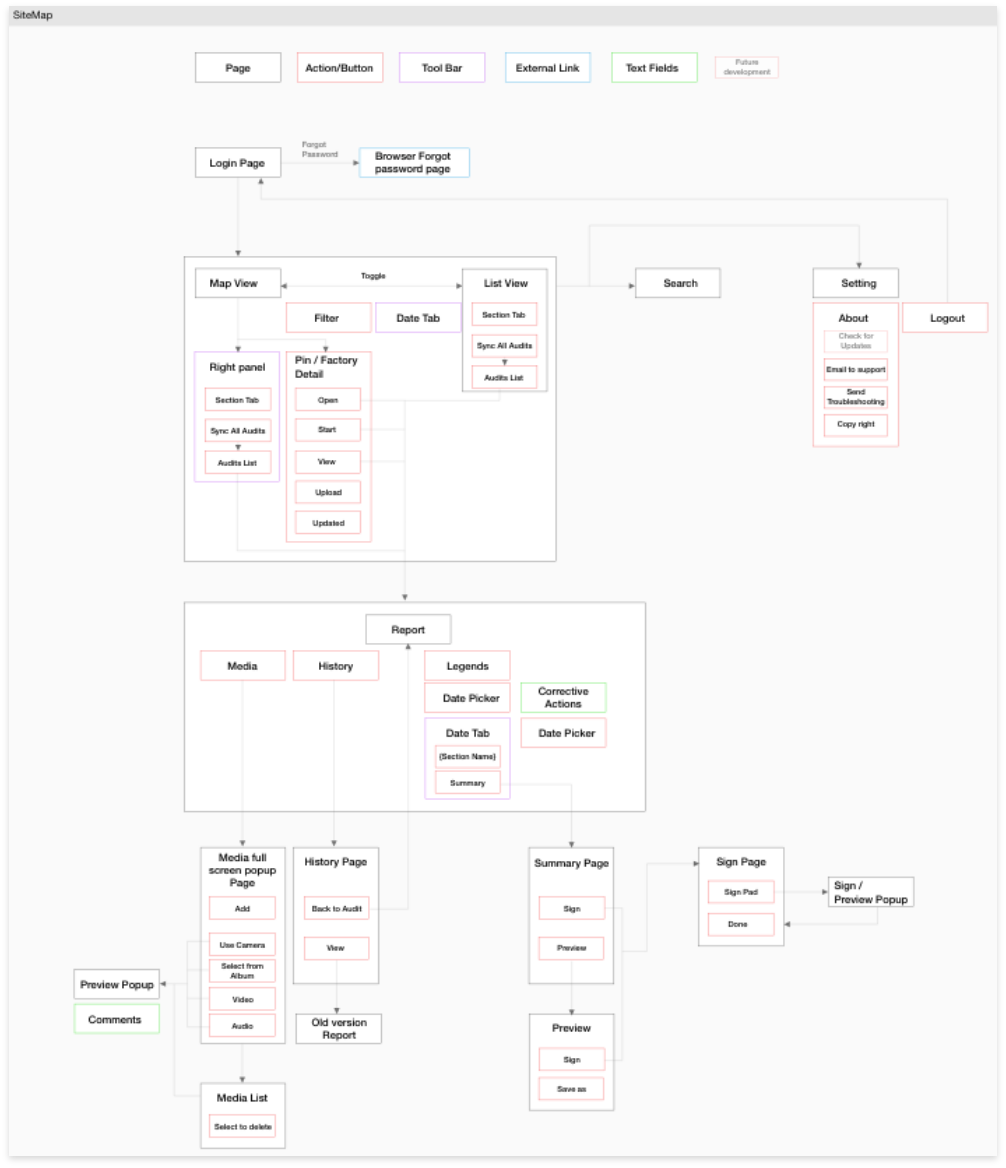 SiteMap
Page
Action/Button
Tool Bar
External Link
Text Fields
Future
development
Login Page
Forgot
Password
Browser Forgot
password page
Map View
Toggle
List View
Search
Setting
Filter
Date Tab
Section Tab
Sync All Audits
Audits List
About
Check for
Updates
Email to support
Send
Troubleshooting
Copy right
Logout
Right panel
Section Tab
Sync All Audits
Audits List
Pin / Factory
Detail
Open
Start
View
Upload
Updated
Report
Media
History
Legends
Date Picker
Corrective
Actions
Date Tab
Date Picker
(Section Name)
Summary
Media full
screen popup
Page
Add
Use Camera
Select from
Album
Video
Audio
Preview Popup
Comments
Media List
Select to delete
History Page
Back to Audit
View
Old version
Report
Summary Page
Sign
Preview
Preview
Sign
Save as
Sign Page
Sign Pad
Done
Sign /
Preview Popup